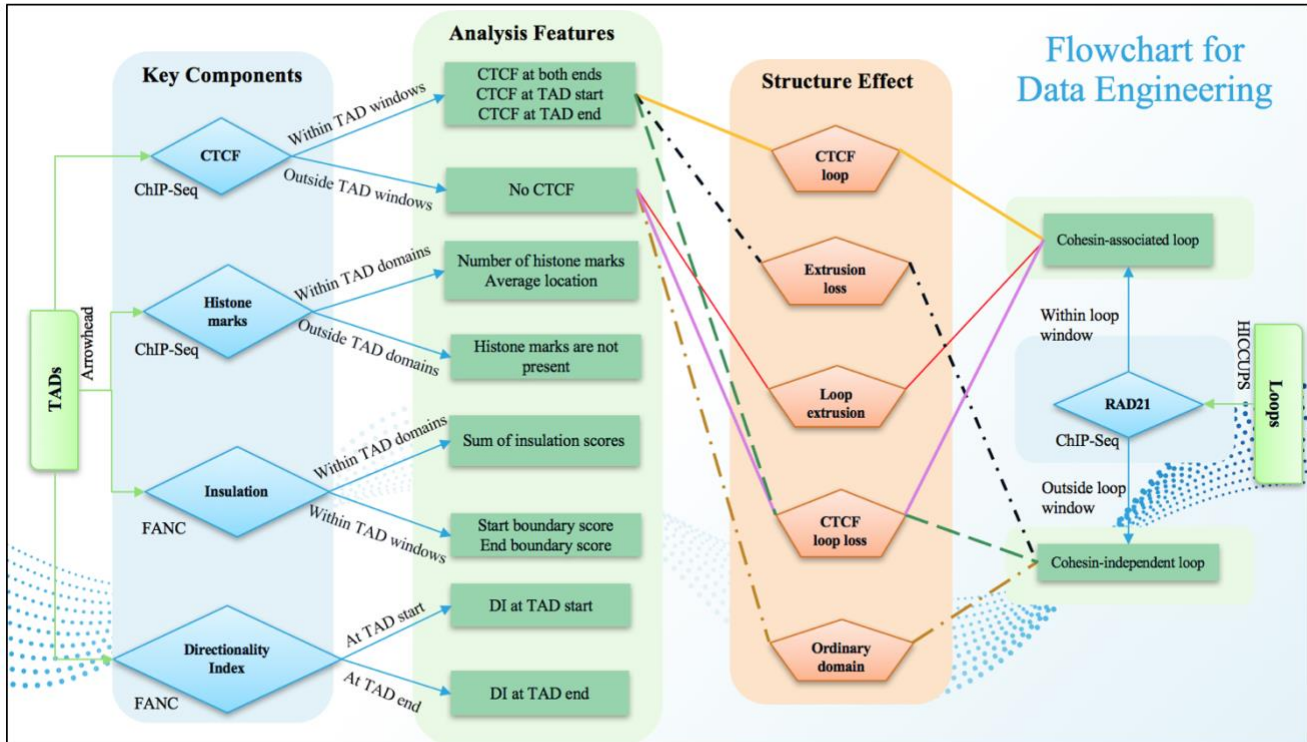 Flowchart for
Data Engineering
Key Components
Analysis Features
Structure Effect
TADs
Arrowhead
CTCF
ChIP-Seq
Within TAD windows
Outside TAD windows
CTCF at both ends
CTCF at TAD start
CTCF at TAD end
No CTCF
Histone
marks
ChIP-Seq
Within TAD domains
Outside TAD domains
Number of histone marks
Average location
Histone marks are not
present
Insulation
FANC
Within TAD domains
Within TAD windows
Sum of insulation scores
Start boundary score
End boundary score
Directionality
Index
FANC
At TAD start
At TAD end
DI at TAD start
DI at TAD end
CTCF
loop
Extrusion
loss
Loop
extrusion
CTCF
loop loss
Ordinary
domain
Cohesin-associated loop
Within loop
window
RAD21
ChIP-Seq
HICCUPS
Loops
Outside loop
window
Cohesin-independent loop